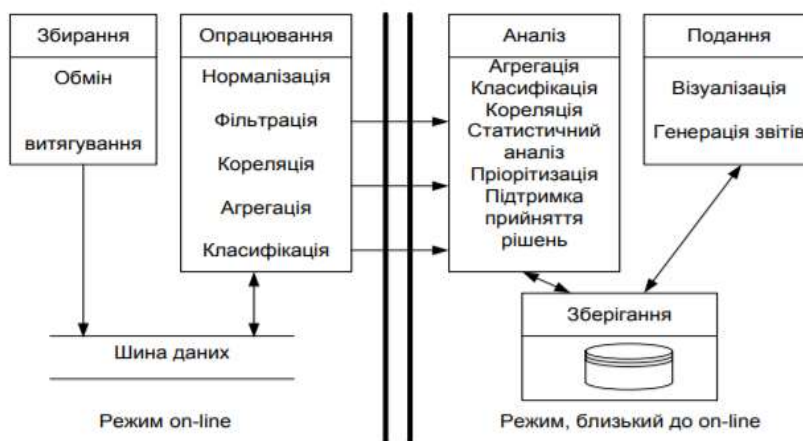 Збирання
Обмін
витягування
Опрацювання
Нормалізація
Фільтрація
Кореляція
Агрегація
Класифікація
Шина даних
Режим on-line
Аналіз
Агрегація
Класифікація
Кореляція
Статистичний
аналіз
Пріорітизація
Підтримка
прийняття
рішень
Подання
Візуалізація
Генерація звітів
Зберігання
Режим, близький до on-line